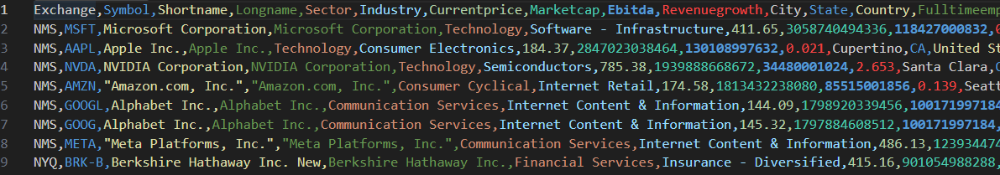 1 Exchange,Symbol,Shortname,Longname,Sector,Industry,Currentprice,Marketcap,Ebitda,Revenuegrowth,City,State,Country,Fulltimeemp
2 NMS,MSFT,Microsoft Corporation,Microsoft Corporation,Technology,Software - Infrastructure,411.65,3058740494336,118427000832,0
3 NMS,AAPL,Apple Inc.,Apple Inc.,Technology,Consumer Electronics,184.37,2847023038464,130108997632,0.021,Cupertino,CA,United St
4 NMS,NVDA,NVIDIA Corporation,NVIDIA Corporation,Technology,Semiconductors,785.38,1939888668672,34480001024,2.653,Santa Clara,C
5 NMS,AMZN,"Amazon.com, Inc.","Amazon.com, Inc.",Consumer Cyclical,Internet Retail,174.58,1813432238080,85515001856,0.139,Seatt
6 NMS,GOOGL,Alphabet Inc.,Alphabet Inc.,Communication Services,Internet Content & Information,144.09,1798920339456,100171997184
7 NMS,GOOG,Alphabet Inc.,Alphabet Inc.,Communication Services,Internet Content & Information,145.32,1797884608512,100171997184,
8 NMS,META,"Meta Platforms, Inc.","Meta Platforms, Inc.",Communication Services,Internet Content & Information,486.13,123934474
9 NYQ,BRK-B,Berkshire Hathaway Inc. New,Berkshire Hathaway Inc.,Financial Services,Insurance - Diversified,415.16,901054988288,